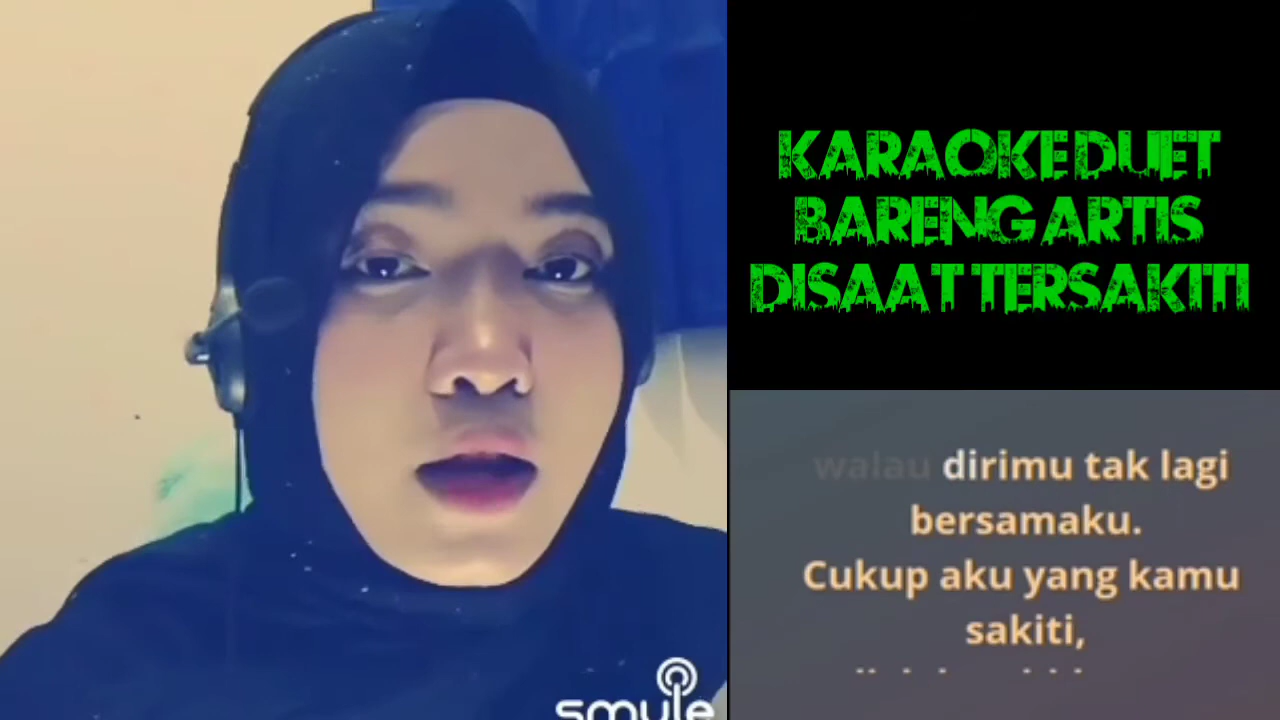 KARAOKE DUET
BARENG ARTIS
DISAAT TERSAKITI
walau dirimu tak lagi
bersamaku.
Cukup aku yang kamu
sakiti,
smule